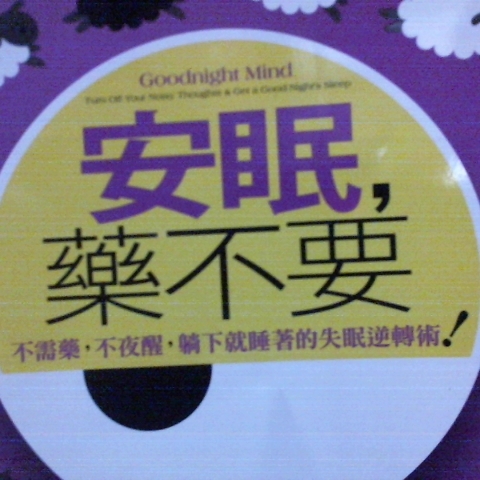 Goodnight Mind
Turn Off Your Noisy Thoughts & Get a Good Night's Sleep
安眠,
藥不要
不需藥,不夜醒,躺下就睡著的失眠逆轉術!